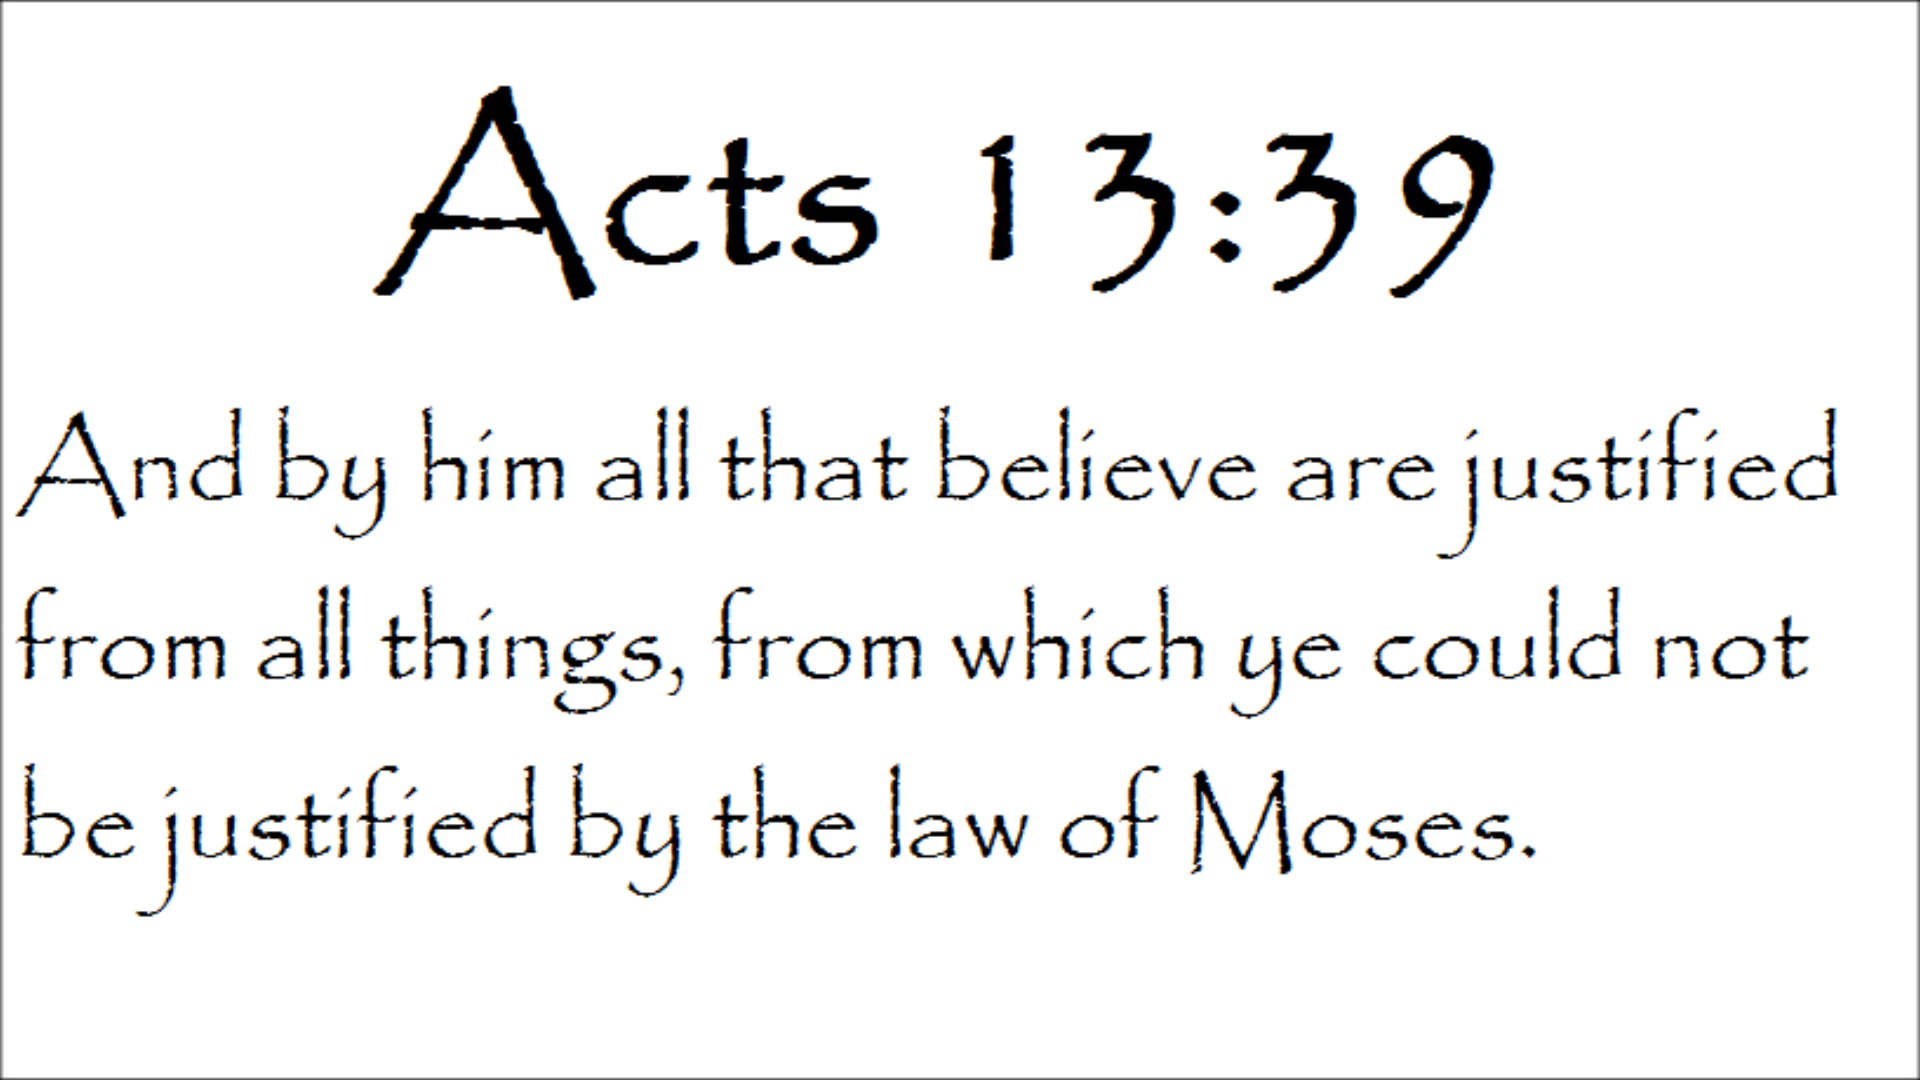 Acts 13:39
And by him all that believe are justified
from all things, from which ye could not
be justified by the law of Moses.